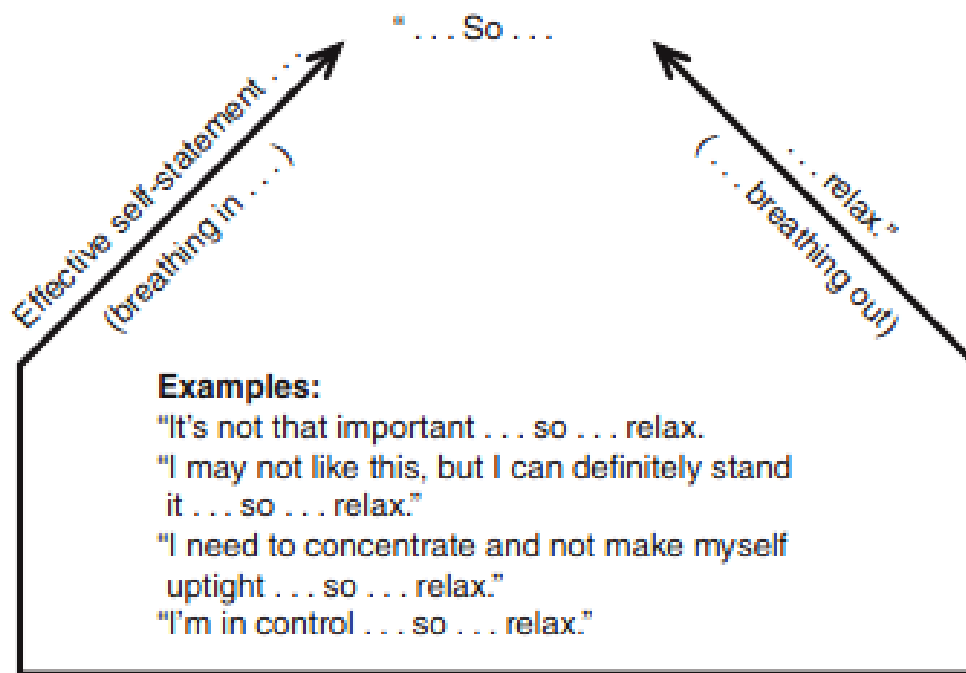 “ . . . So . . .
Effective self-statement . . .
(breathing in . . . )
. . . relax.”
( . . . breathing out)
Examples:
“It’s not that important . . . so . . . relax.
“I may not like this, but I can definitely stand
it . . . so . . . relax.”
“I need to concentrate and not make myself
uptight . . . so . . . relax.”
“I’m in control . . . so . . . relax.”